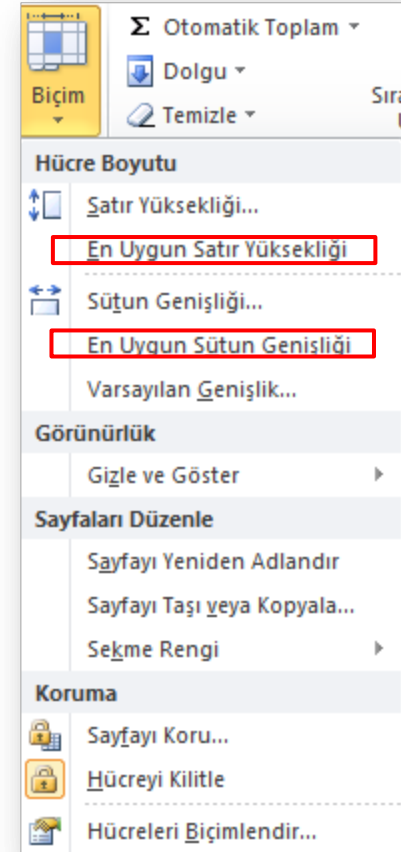 Σ Otomatik Toplam
Dolgu
Biçim
Temizle
Hücre Boyutu
Satır Yüksekliği...
En Uygun Satır Yüksekliği
Sütun Genişliği...
En Uygun Sütun Genişliği
Varsayılan Genişlik...
Görünürlük
Gizle ve Göster
Sayfaları Düzenle
Sayfayı Yeniden Adlandır
Sayfayı Taşı veya Kopyala...
Sekme Rengi
Koruma
Sayfayı Koru...
Hücreyi Kilitle
Hücreleri Biçimlendir...